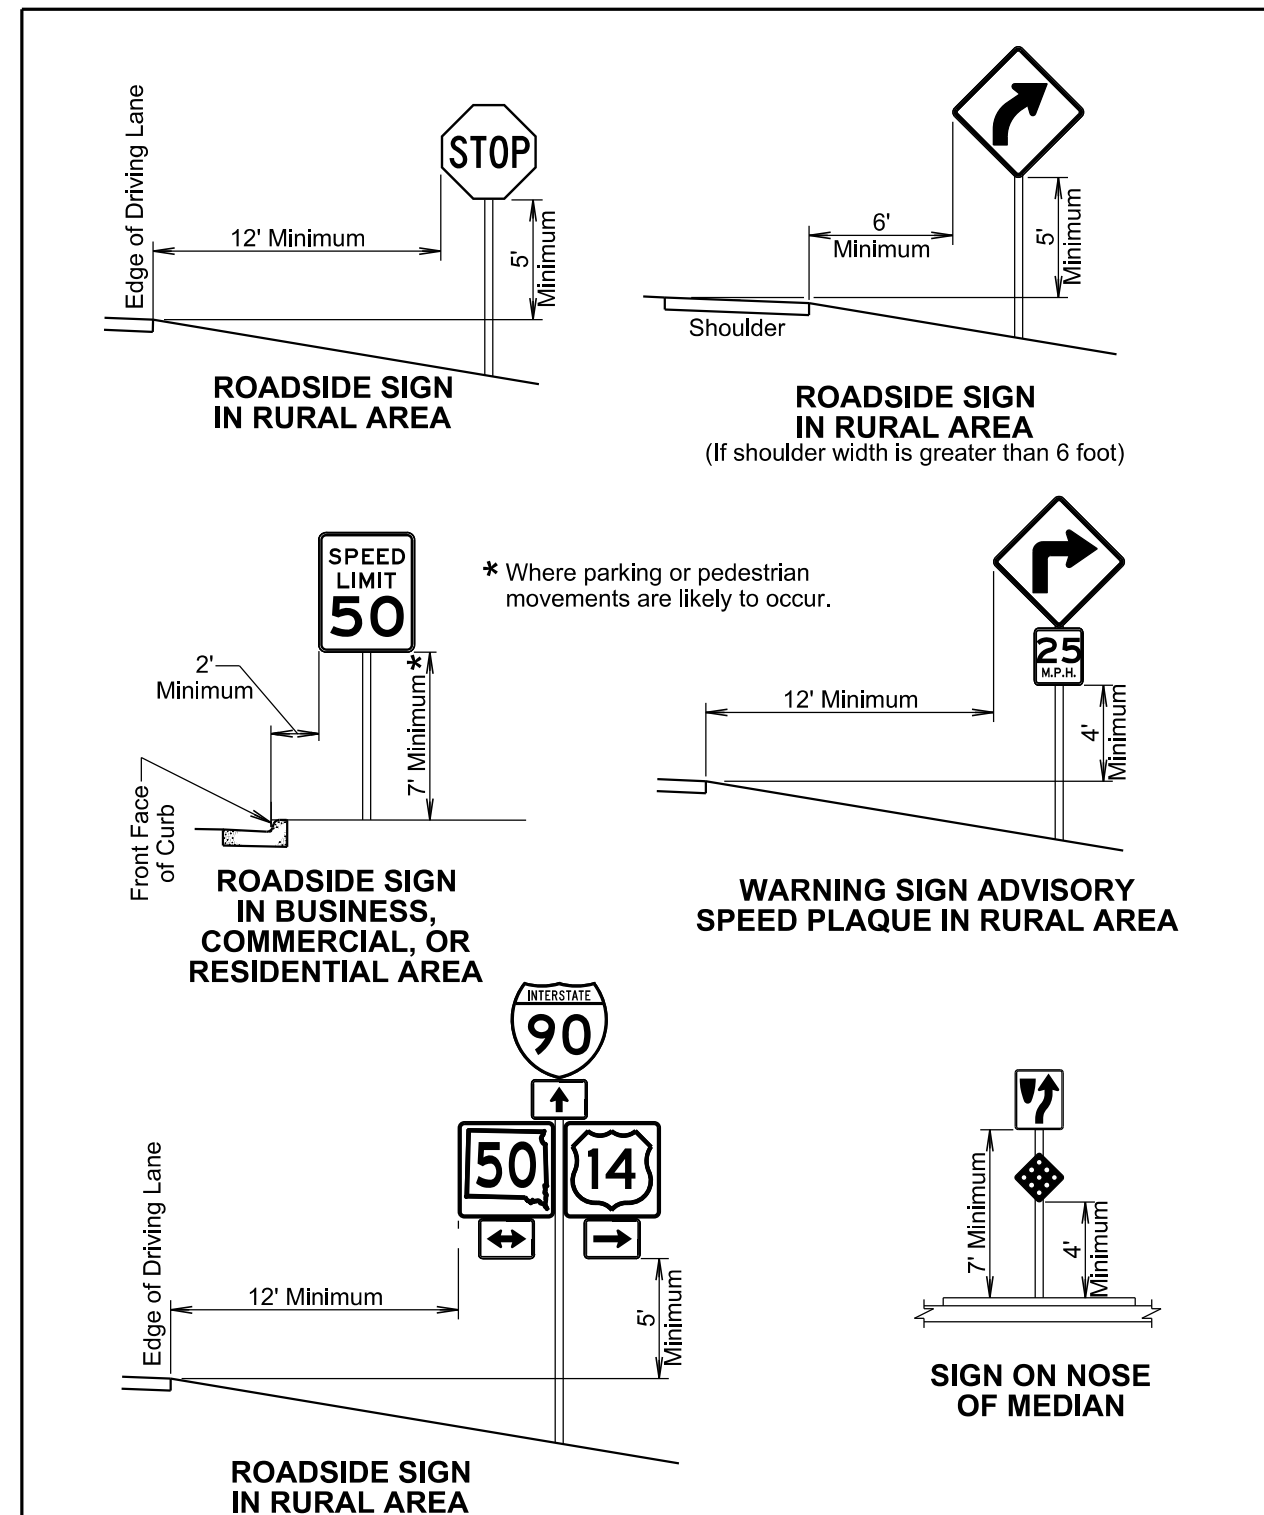 Edge of Driving Lane
STOP
12' Minimum
5'
Minimum
ROADSIDE SIGN
IN RURAL AREA
6'
Minimum
5'
Minimum
Shoulder
ROADSIDE SIGN
IN RURAL AREA
(If shoulder width is greater than 6 foot)
SPEED
LIMIT
50
* Where parking or pedestrian
movements are likely to occur.
2'
Minimum
7' Minimum*
Front Face
of Curb
ROADSIDE SIGN
IN BUSINESS,
COMMERCIAL, OR
RESIDENTIAL AREA
25
M.P.H.
12' Minimum
4'
Minimum
WARNING SIGN ADVISORY
SPEED PLAQUE IN RURAL AREA
INTERSTATE
90
50
14
Edge of Driving Lane
12' Minimum
5'
Minimum
ROADSIDE SIGN
IN RURAL AREA
7' Minimum
4'
Minimum
SIGN ON NOSE
OF MEDIAN